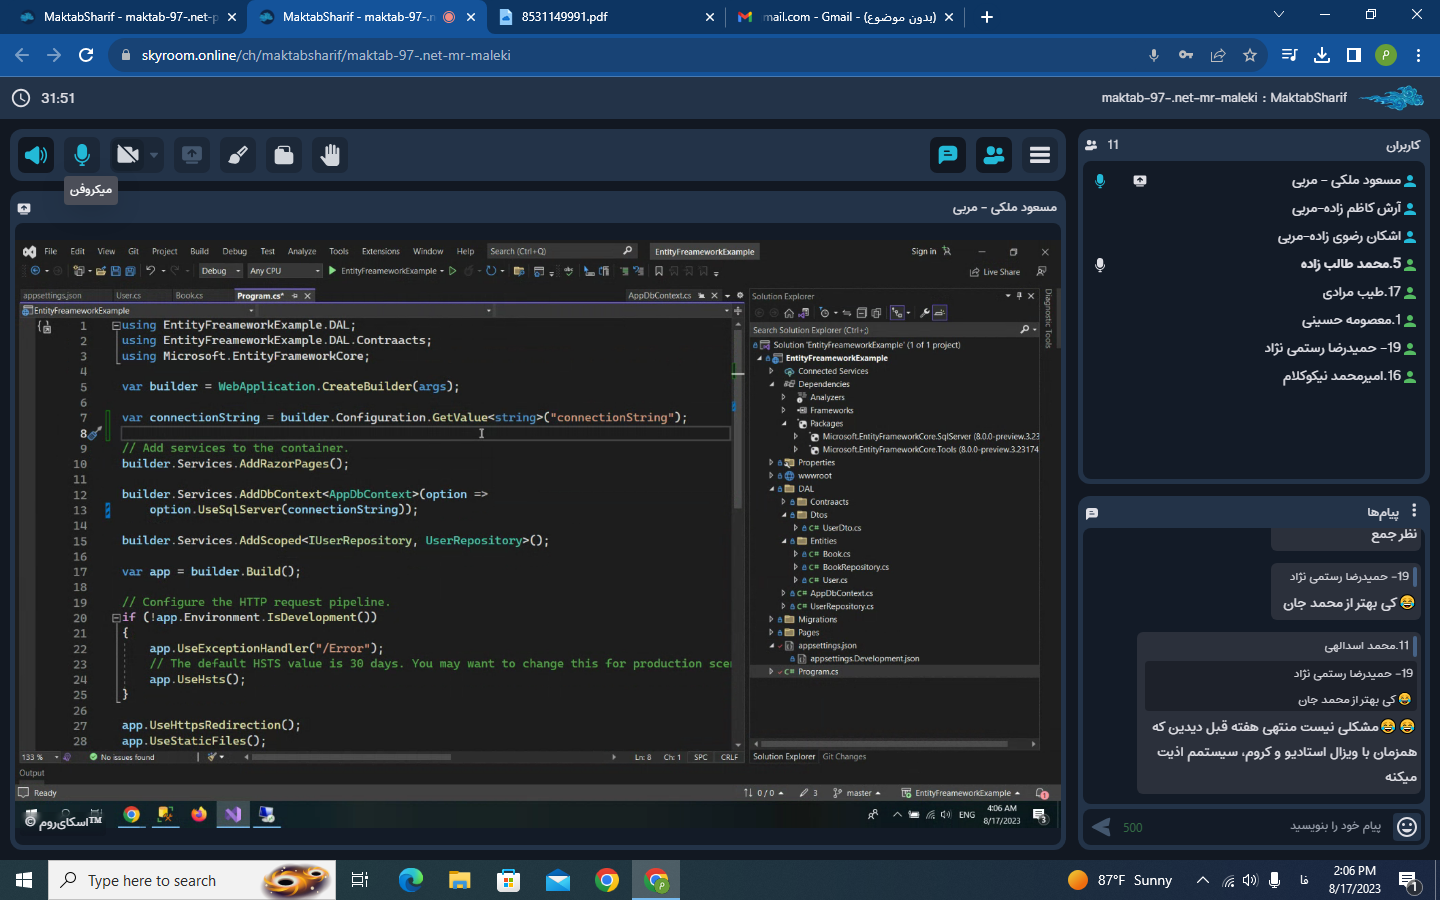 MaktabSharif - maktab-97-.net-p
MaktabSharif - maktab-97-.n
8531149991.pdf
mail.com - Gmail - (بدون موضوع)
skyroom.online/ch/maktabsharif/maktab-97-.net-mr-maleki
31:51
maktab-97-.net-mr-maleki : MaktabSharif
میکروفن
مسعود ملکی - مربی
File Edit View Git Project Build Debug Test Analyze Tools Extensions Window Help Search (Ctrl+Q) EntityFreameworkExample Sign in
Debug Any CPU EntityFreameworkExample Live Share
appsettings.json User.cs Book.cs Program.cs* AppDbContext.cs
EntityFreameworkExample
1 using EntityFreameworkExample.DAL;
2 using EntityFreameworkExample.DAL.Contraacts;
3 using Microsoft.EntityFrameworkCore;
4
5 var builder = WebApplication.CreateBuilder(args);
6
7 var connectionString = builder.Configuration.GetValue<string>("connectionString");
8
9 // Add services to the container.
10 builder.Services.AddRazorPages();
11
12 builder.Services.AddDbContext<AppDbContext>(option =>
13 option.UseSqlServer(connectionString));
14
15 builder.Services.AddScoped<IUserRepository, UserRepository>();
16
17 var app = builder.Build();
18
19 // Configure the HTTP request pipeline.
20 if (!app.Environment.IsDevelopment())
21 {
22 app.UseExceptionHandler("/Error");
23 // The default HSTS value is 30 days. You may want to change this for production scen
24 app.UseHsts();
25 }
26
27 app.UseHttpsRedirection();
28 app.UseStaticFiles();
133 % No issues found Ln: 8 Ch: 1 SPC CRLF
Output
Ready 0 / 0 3 master EntityFreameworkExample 1
Solution Explorer
Search Solution Explorer (Ctrl+;)
Solution 'EntityFreameworkExample' (1 of 1 project)
EntityFreameworkExample
Connected Services
Dependencies
Analyzers
Frameworks
Packages
Microsoft.EntityFrameworkCore.SqlServer (8.0.0-preview.3.23
Microsoft.EntityFrameworkCore.Tools (8.0.0-preview.3.23174
Properties
wwwroot
DAL
Contraacts
Dtos
UserDto.cs
Entities
Book.cs
BookRepository.cs
User.cs
AppDbContext.cs
UserRepository.cs
Migrations
Pages
appsettings.json
appsettings.Development.json
Program.cs
Solution Explorer Git Changes
Diagnostic Tools
اسکای‌روم™ ©
ENG 4:06 AM
8/17/2023
3
کاربران 11
مسعود ملکی - مربی
آرش کاظم زاده-مربی
اشکان رضوی زاده-مربی
5.محمد طالب زاده
17.طیب مرادی
1.معصومه حسینی
19- حمیدرضا رستمی نژاد
16.امیرمحمد نیکوکلام
پیام‌ها
نظر جمع
19- حمیدرضا رستمی نژاد
😂 کی بهتر از محمد جان
11.محمد اسدالهی
19- حمیدرضا رستمی نژاد
😂 کی بهتر از محمد جان
😂 😂 مشکلی نیست منتهی هفته قبل دیدین که
همزمان با ویژال استادیو و کروم، سیستمم اذیت
میکنه
پیام خود را بنویسید 500
Type here to search
87°F Sunny
فا
2:06 PM
8/17/2023
1